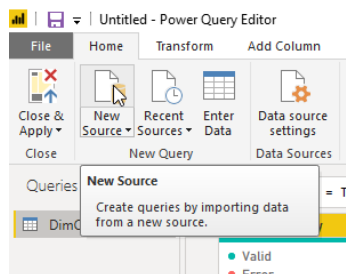 Untitled - Power Query Editor
File Home Transform Add Column
Close & Apply
New Source
Recent Sources
Enter Data
Data source settings
Close New Query Data Sources
Queries
New Source
Create queries by importing data
from a new source.
= T
Valid
Error